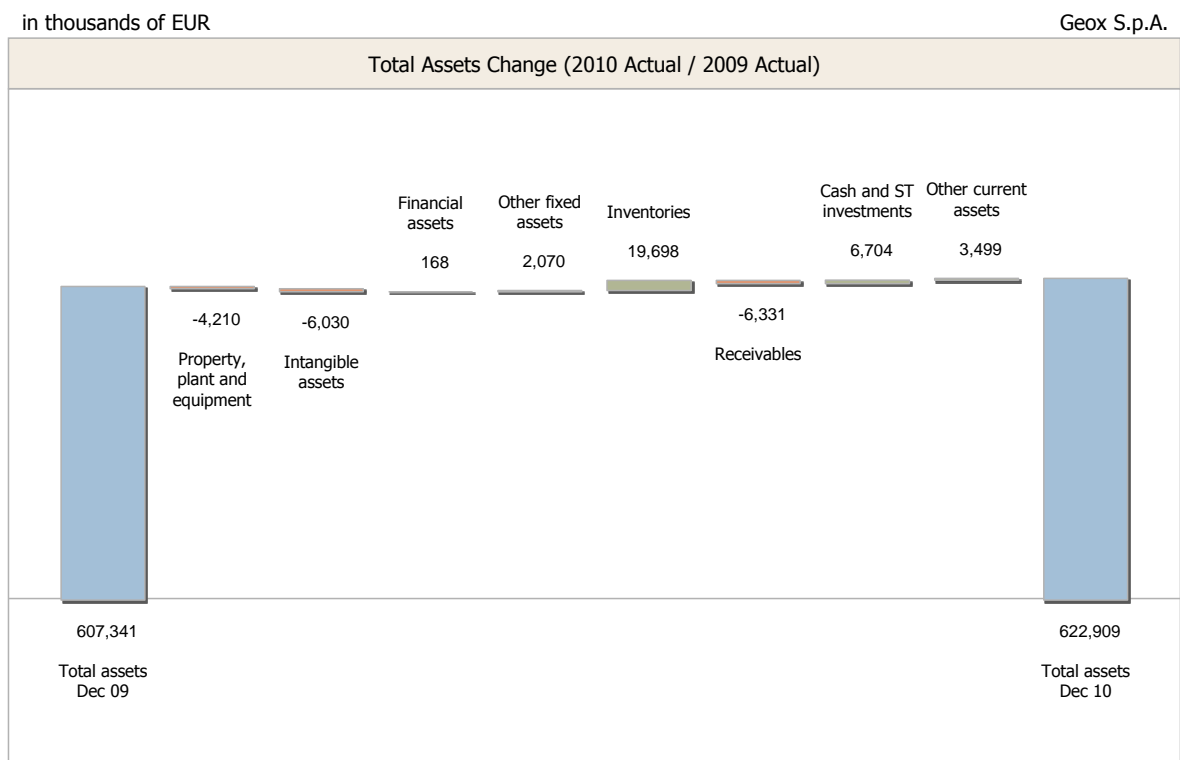 in thousands of EUR
Geox S.p.A.
Total Assets Change (2010 Actual / 2009 Actual)
607,341
Total assets
Dec 09
-4,210
Property,
plant and
equipment
-6,030
Intangible
assets
Financial
assets
168
Other fixed
assets
2,070
Inventories
19,698
-6,331
Receivables
Cash and ST
investments
6,704
Other current
assets
3,499
622,909
Total assets
Dec 10